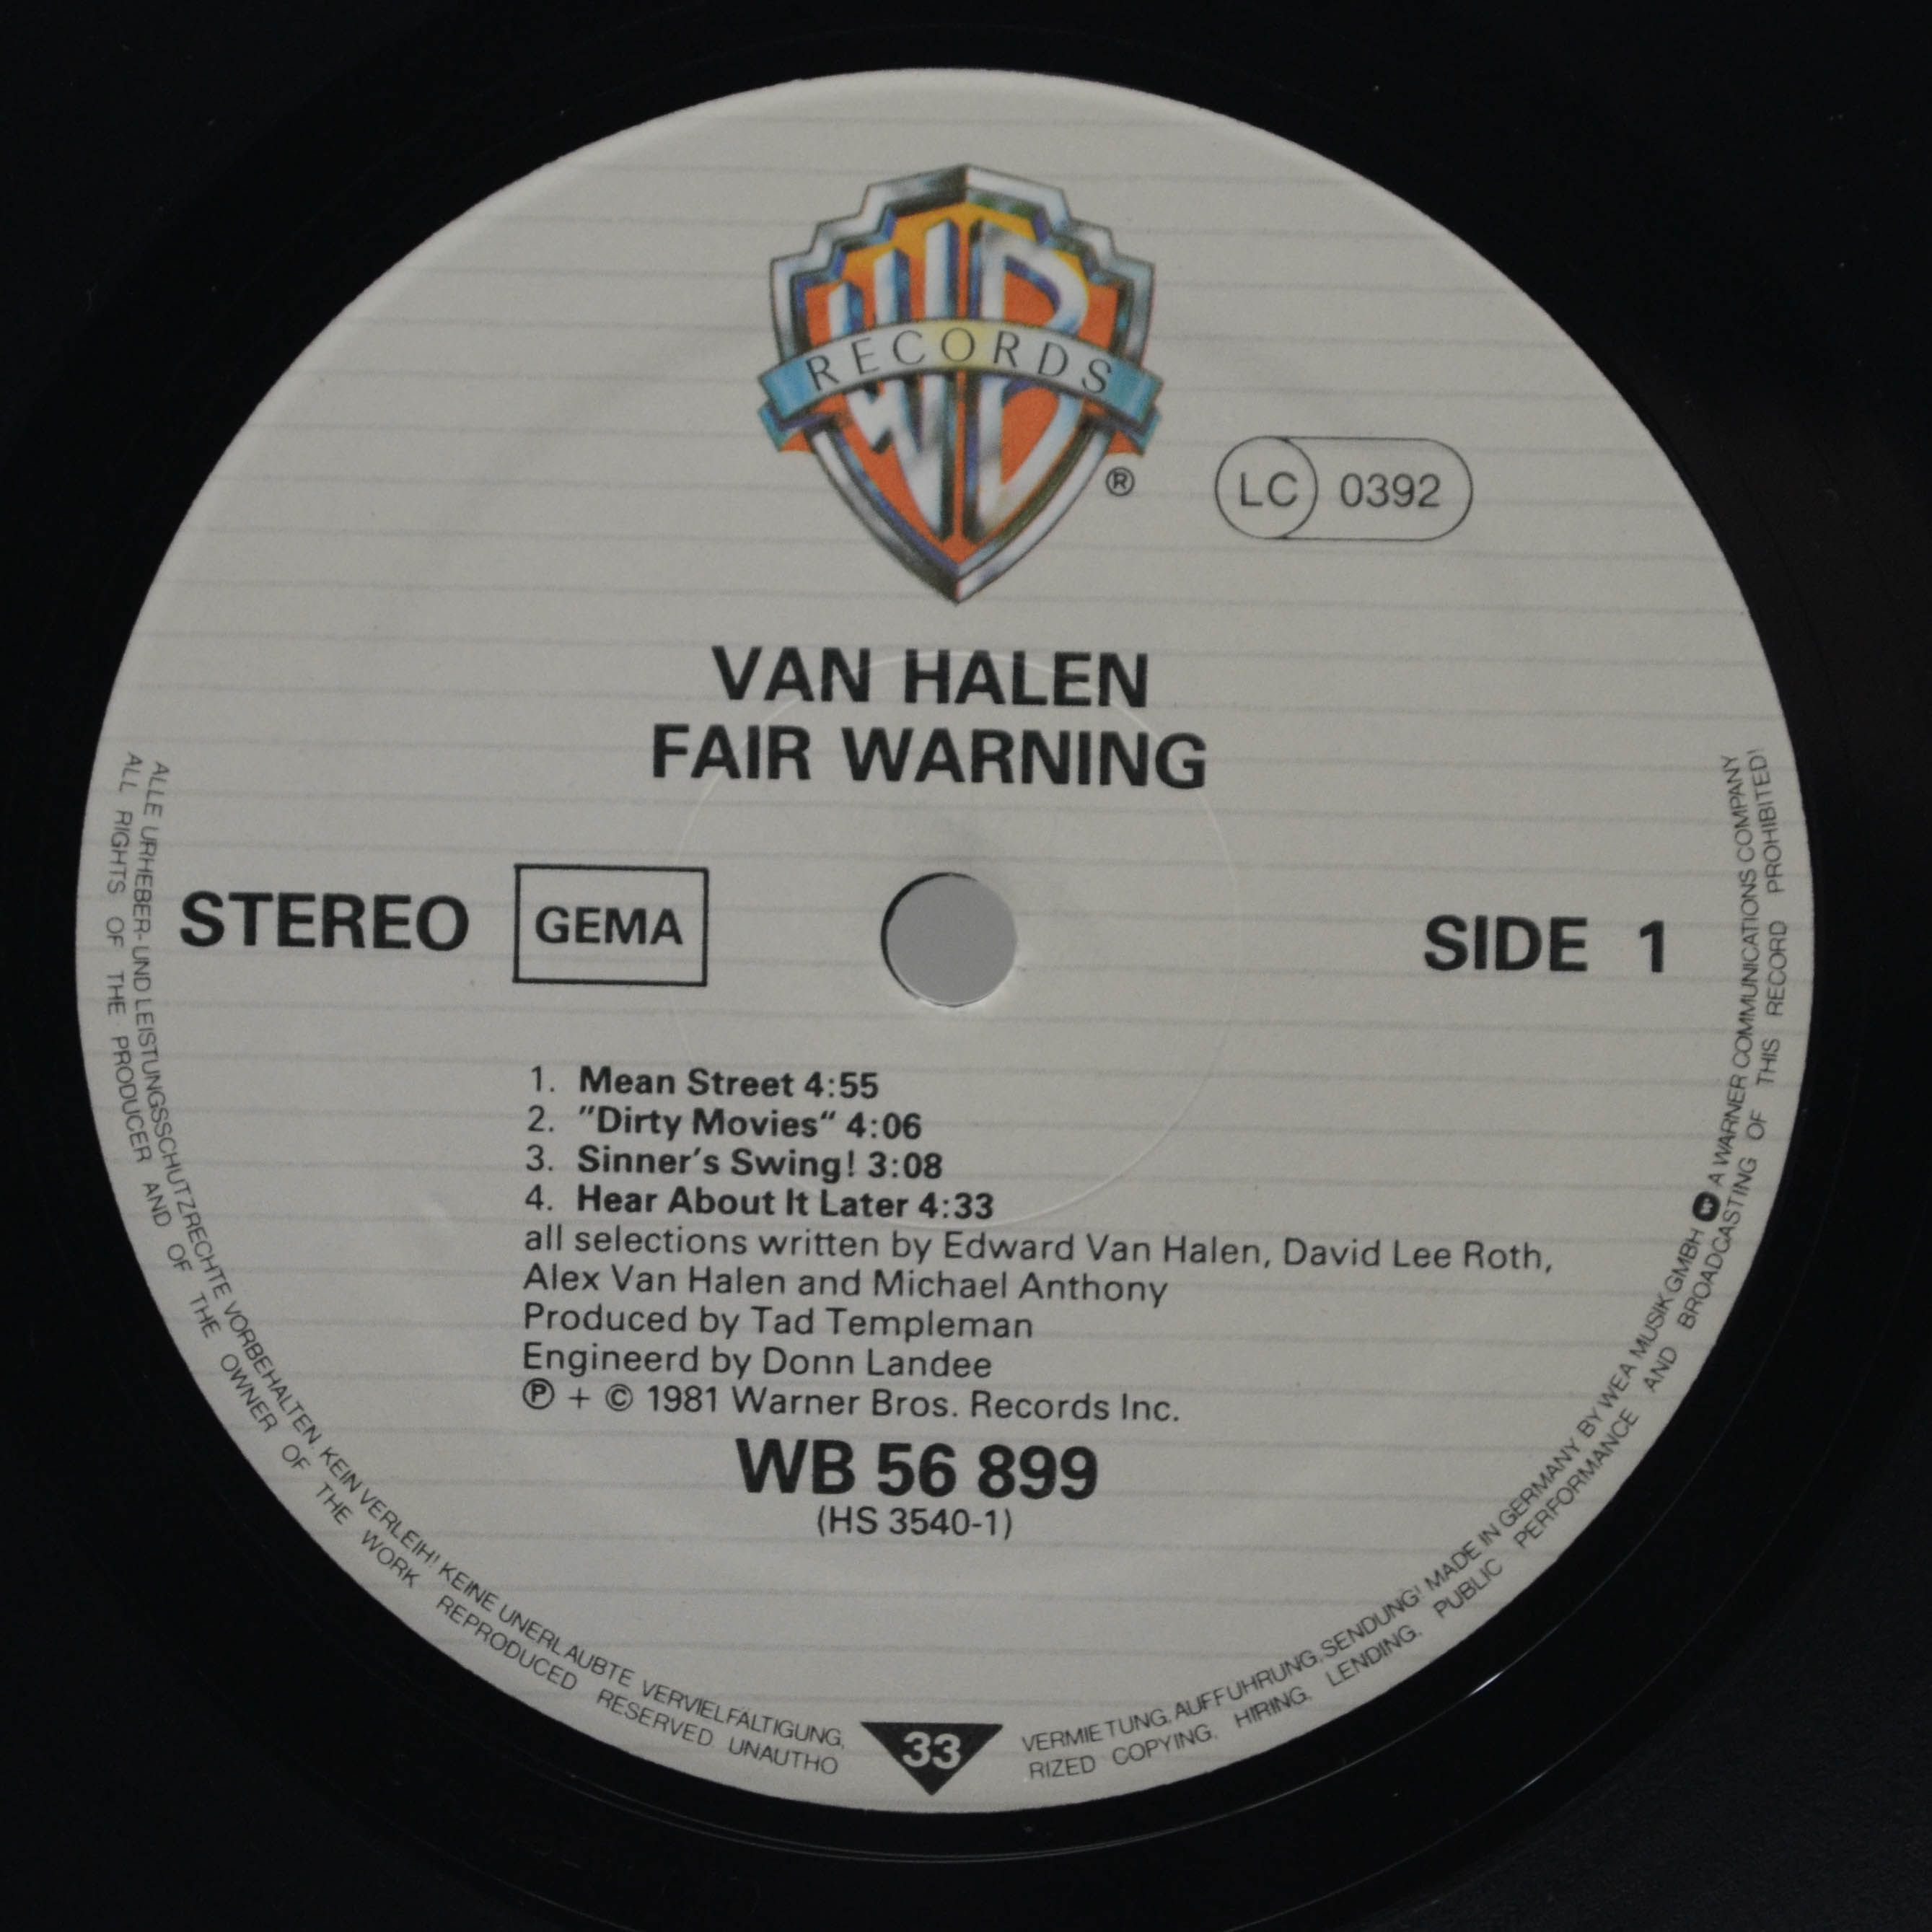 WB
RECORDS
®
LC 0392
VAN HALEN
FAIR WARNING
STEREO
GEMA
SIDE 1
1. Mean Street 4:55
2. ”Dirty Movies“ 4:06
3. Sinner's Swing! 3:08
4. Hear About It Later 4:33
all selections written by Edward Van Halen, David Lee Roth,
Alex Van Halen and Michael Anthony
Produced by Tad Templeman
Engineerd by Donn Landee
Ⓟ + © 1981 Warner Bros. Records Inc.
WB 56 899
(HS 3540-1)
ALLE URHEBER- UND LEISTUNGSSCHUTZRECHTE VORBEHALTEN. KEIN VERLEIH! KEINE UNERLAUBTE VERVIELFÄLTIGUNG, VERMIETUNG, AUFFÜHRUNG, SENDUNG! MADE IN GERMANY BY WEA MUSIK GMBH W A WARNER COMMUNICATIONS COMPANY
ALL RIGHTS OF THE PRODUCER AND OF THE OWNER OF THE WORK REPRODUCED RESERVED UNAUTHO RIZED COPYING, HIRING, LENDING, PUBLIC PERFORMANCE AND BROADCASTING OF THIS RECORD PROHIBITED!
33